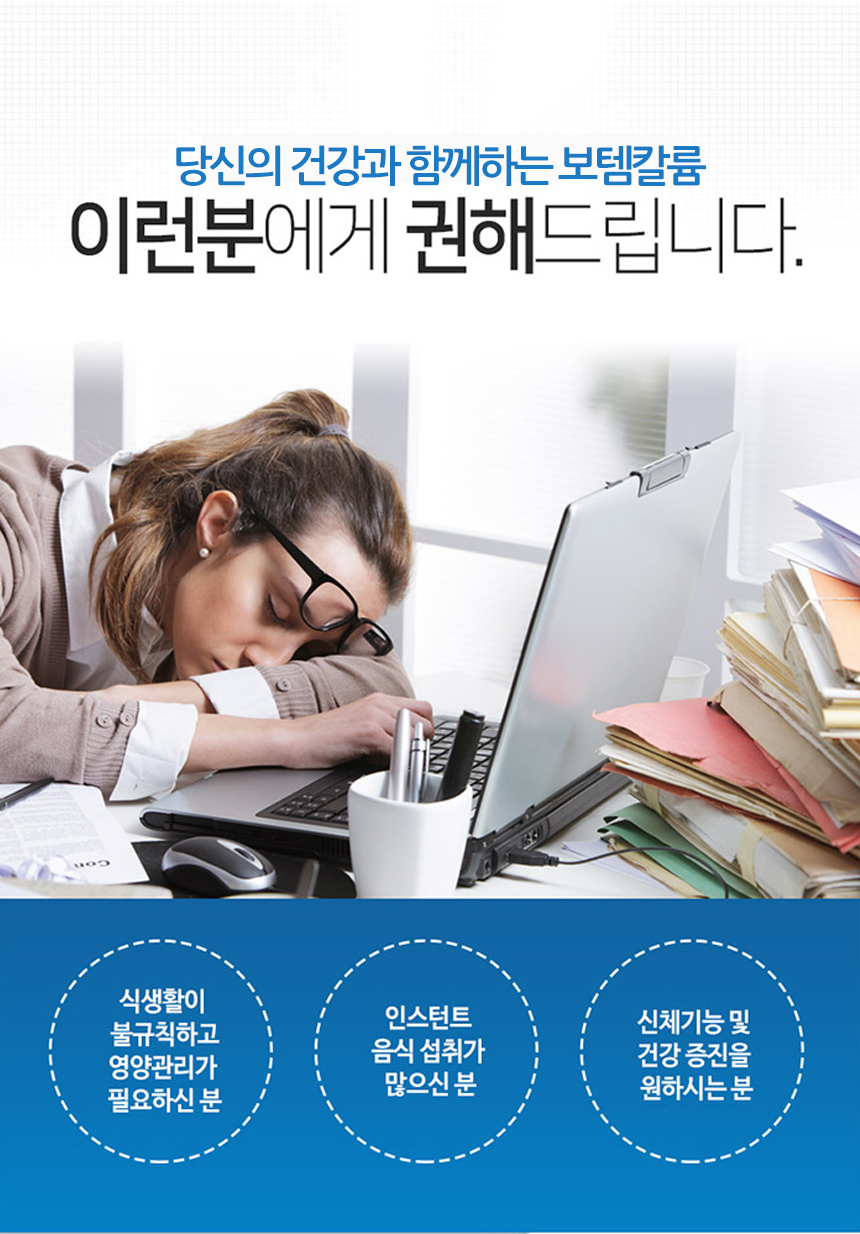 당신의 건강과 함께하는 보템칼륨
이런분에게 권해드립니다.
식생활이
불규칙하고
영양관리가
필요하신 분
인스턴트
음식 섭취가
많으신 분
신체기능 및
건강 증진을
원하시는 분